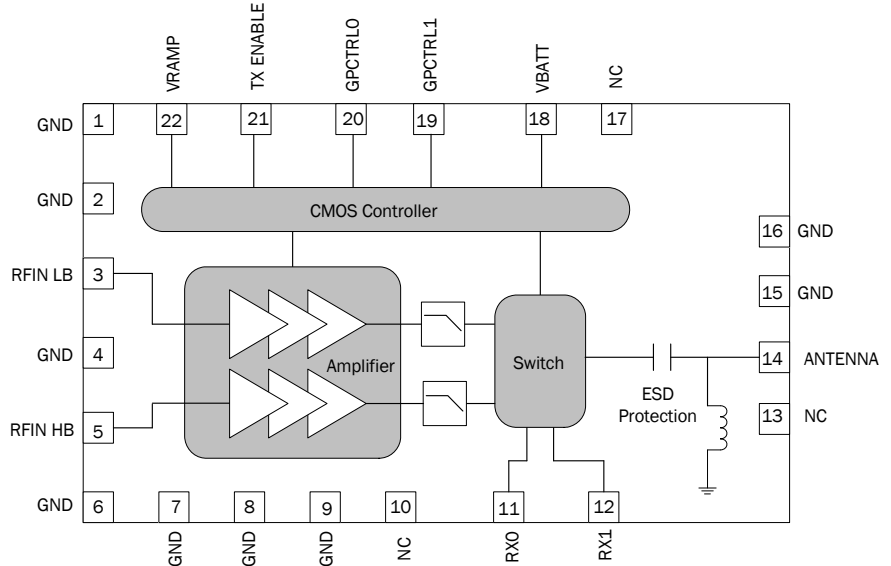 VRAMP
TX ENABLE
GPCTRL0
GPCTRL1
VBATT
NC
GND 1
22
21
20
19
18
17
GND 2
CMOS Controller
16 GND
RFIN LB 3
15 GND
GND 4
Amplifier
Switch
14 ANTENNA
ESD
Protection
RFIN HB 5
13 NC
GND 6
7
8
9
10
11
12
GND
GND
GND
NC
RX0
RX1